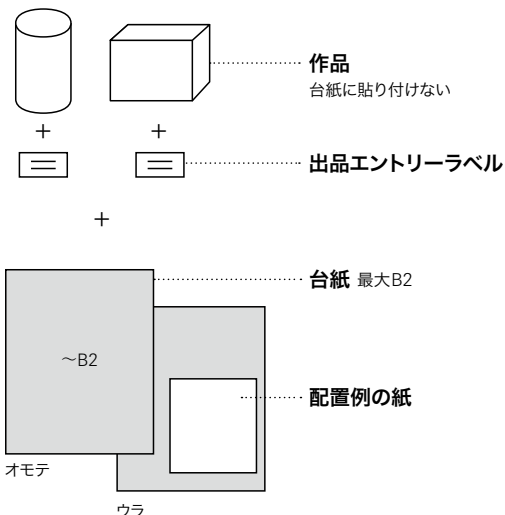 作品
台紙に貼り付けない
+ +
出品エントリーラベル
+
台紙 最大B2
~B2
配置例の紙
オモテ
ウラ